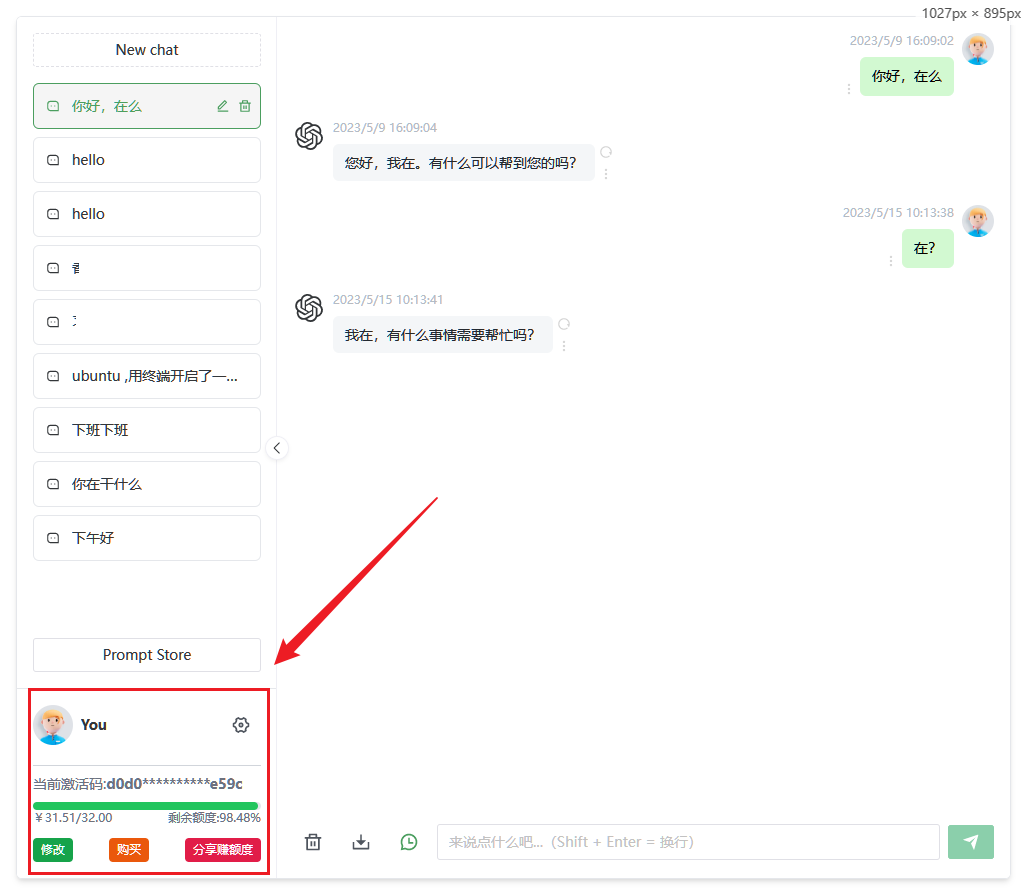 1027px × 895px
New chat
你好，在么
hello
hello
ubuntu ,用终端开启了一...
下班下班
你在干什么
下午好
Prompt Store
You
当前激活码:d0d0**********e59c
￥31.51/32.00 剩余额度:98.48%
修改 购买 分享赚额度
2023/5/9 16:09:02
你好，在么
2023/5/9 16:09:04
您好，我在。有什么可以帮到您的吗？
2023/5/15 10:13:38
在？
2023/5/15 10:13:41
我在，有什么事情需要帮忙吗？
来说点什么吧...（Shift + Enter = 换行）